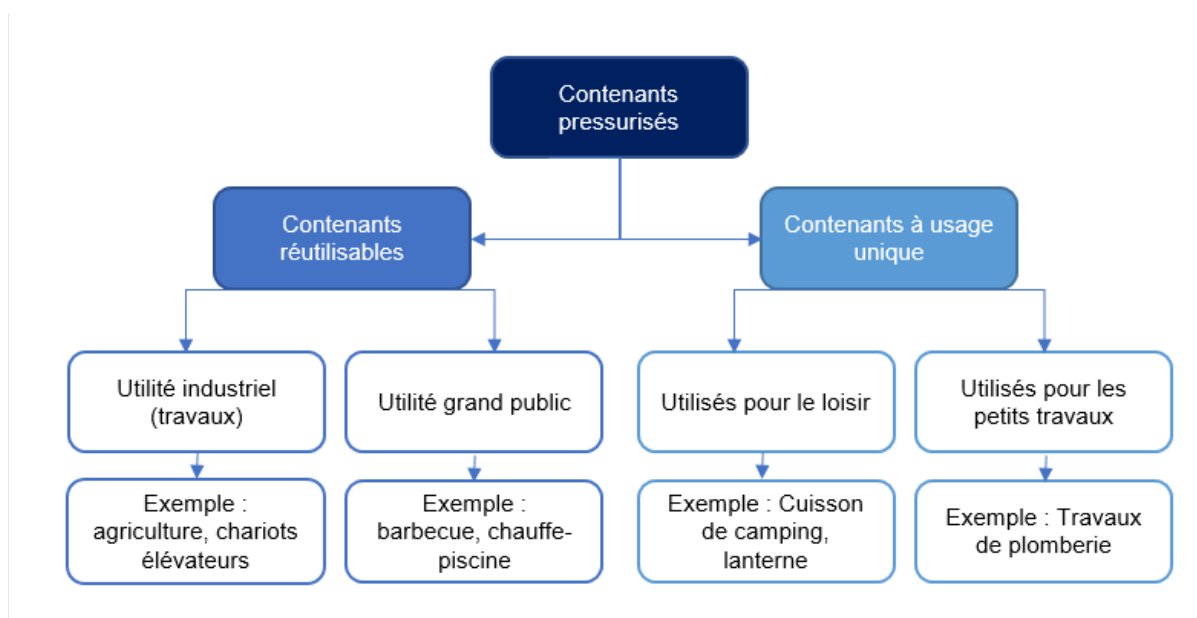 Contenants
pressurisés
Contenants
réutilisables
Contenants à usage
unique
Utilité industriel
(travaux)
Utilité grand public
Utilisés pour le loisir
Utilisés pour les
petits travaux
Exemple :
agriculture, chariots
élévateurs
Exemple :
barbecue, chauffe-
piscine
Exemple : Cuisson
de camping,
lanterne
Exemple : Travaux
de plomberie